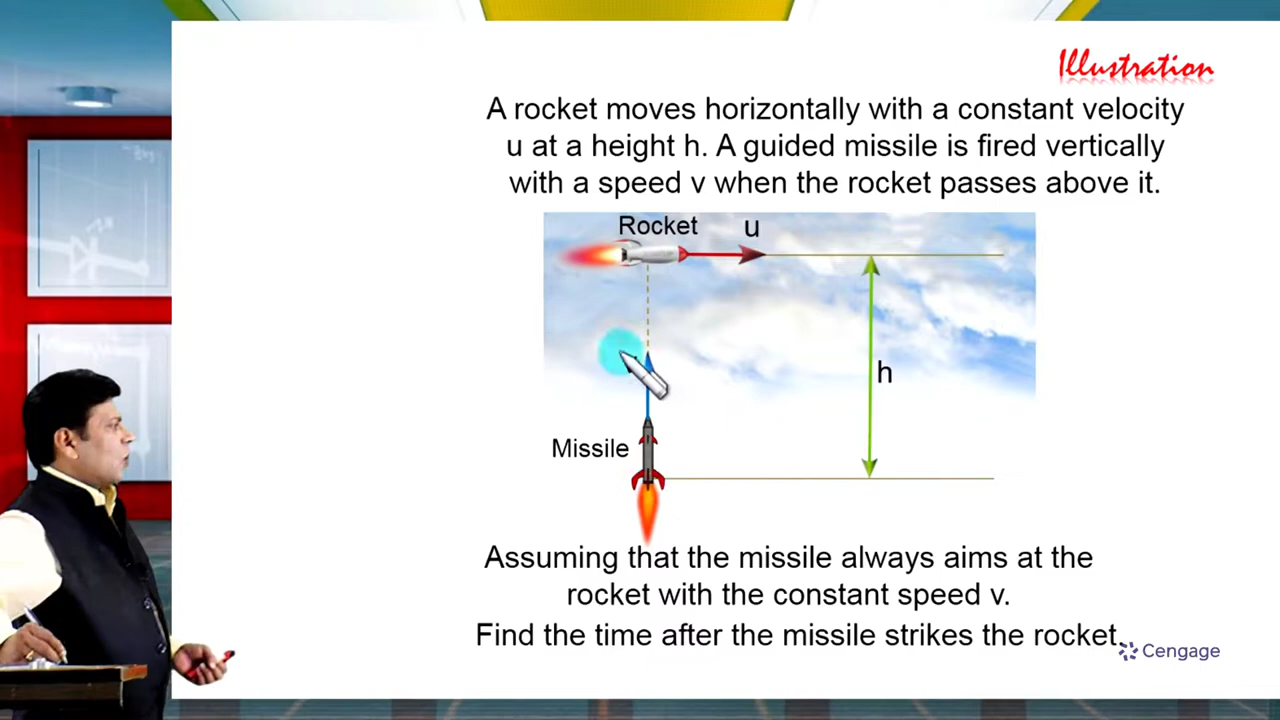 Illustration
A rocket moves horizontally with a constant velocity
u at a height h. A guided missile is fired vertically
with a speed v when the rocket passes above it.
Rocket u
h
Missile
Assuming that the missile always aims at the
rocket with the constant speed v.
Find the time after the missile strikes the rocket.
Cengage